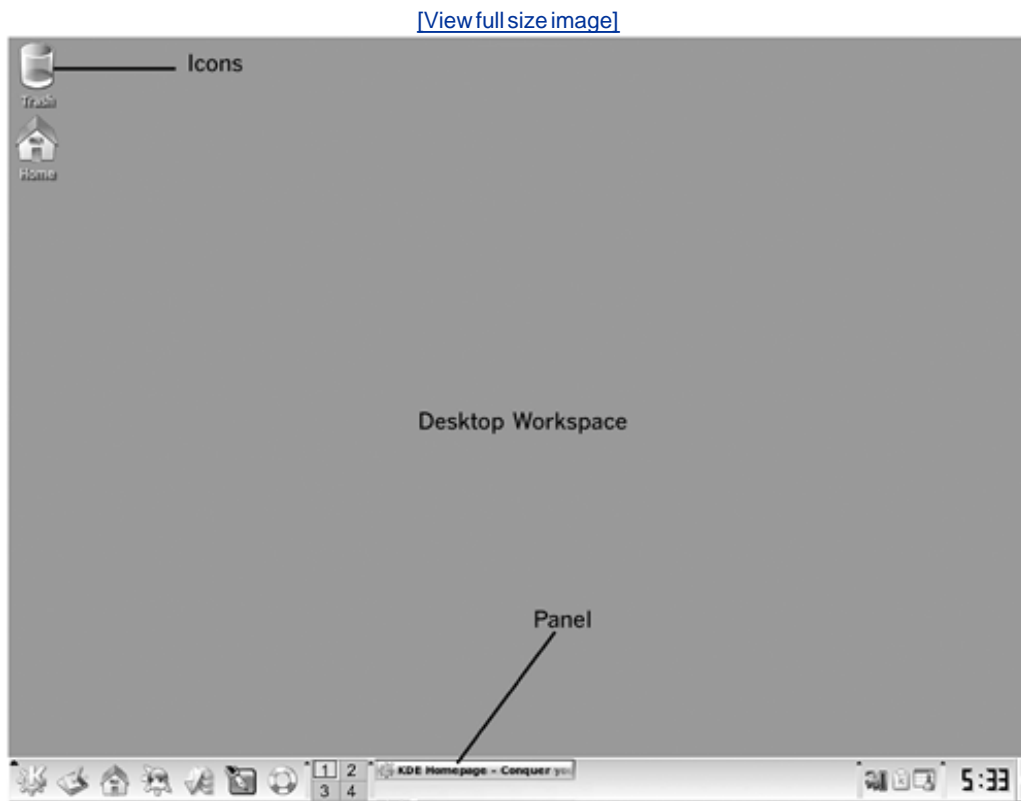 [View full size image]
Icons
Trash
Home
Desktop Workspace
Panel
1 2
3 4
KDE Homepage - Conquer you
5:33